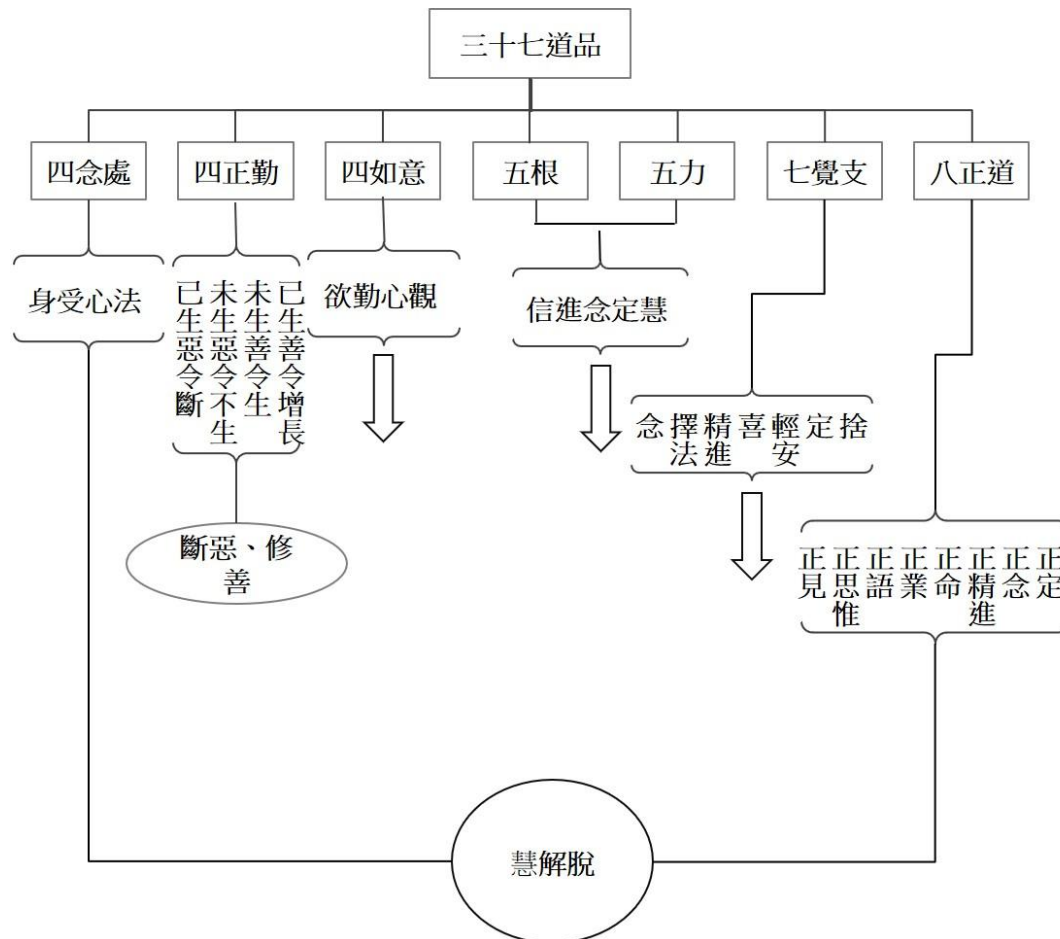 三十七道品
四念處
四正勤
四如意
五根
五力
七覺支
八正道
身受心法
已生惡令斷
未生惡令不生
未生善令生
已生善令增長
欲勤心觀
信進念定慧
念
擇法
精進
喜
輕安
定
捨
斷惡、修
善
正見
正思惟
正語
正業
正命
正精進
正念
正定
慧解脫